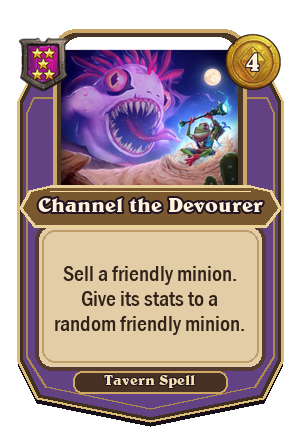 4
Channel the Devourer
Sell a friendly minion.
Give its stats to a
random friendly minion.
Tavern Spell